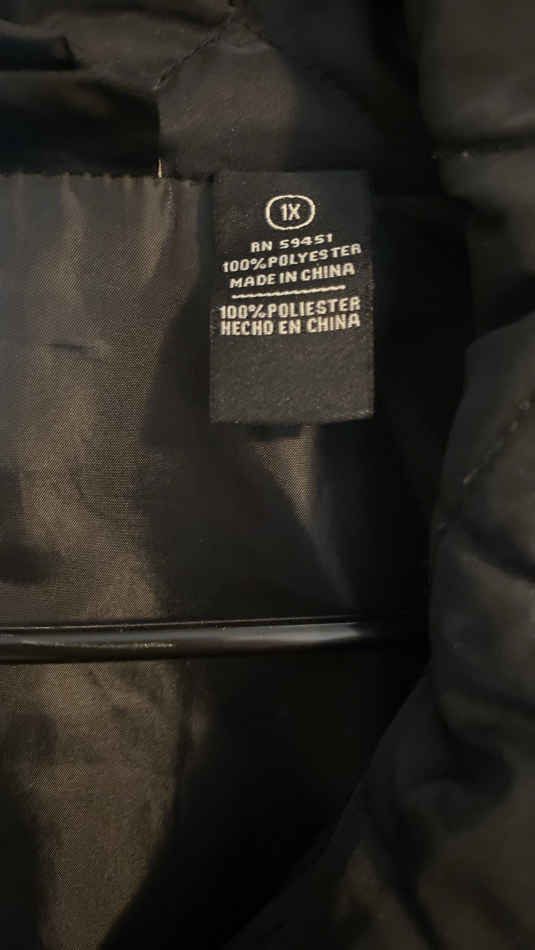 1X
RN 59451
100%POLYESTER
MADE IN CHINA
100%POLIESTER
HECHO EN CHINA